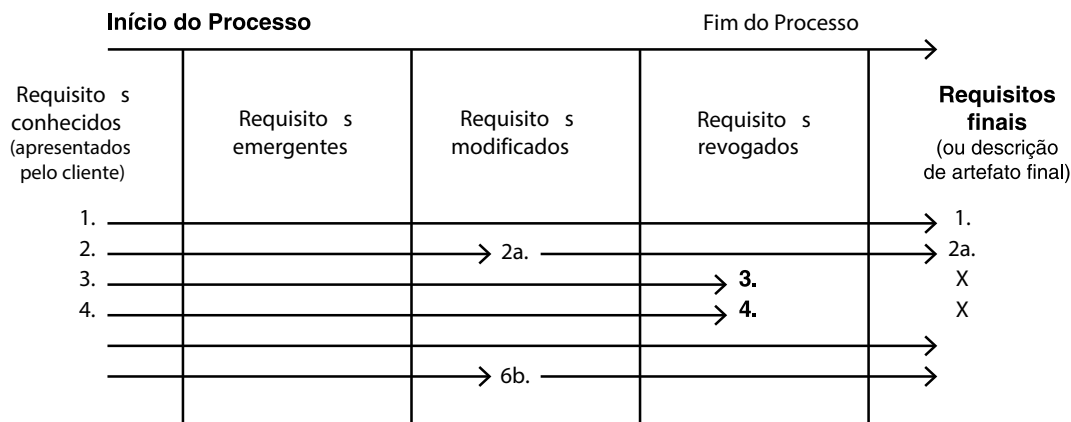 Início do Processo
Fim do Processo
Requisito s
conhecidos
(apresentados
pelo cliente)
Requisito s
emergentes
Requisito s
modificados
Requisito s
revogados
Requisitos
finais
(ou descrição
de artefato final)
1.
1.
2.
2a.
2a.
3.
3.
X
4.
4.
X
6b.